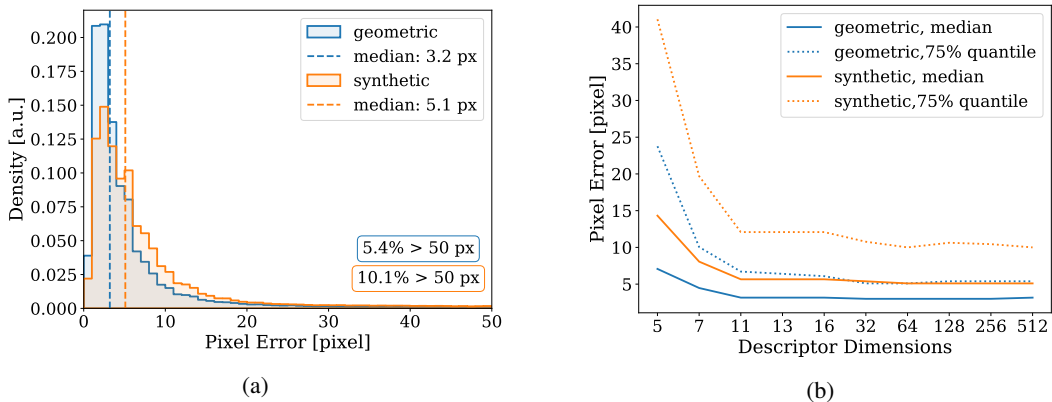 0.200
0.175
0.150
0.125
0.100
0.075
0.050
0.025
0.000
Density [a.u.]
geometric
median: 3.2 px
synthetic
median: 5.1 px
5.4% > 50 px
10.1% > 50 px
0 10 20 30 40 50
Pixel Error [pixel]
(a)
40
35
30
25
20
15
10
5
Pixel Error [pixel]
geometric, median
geometric,75% quantile
synthetic, median
synthetic,75% quantile
5 7 11 13 16 32 64 128 256 512
Descriptor Dimensions
(b)